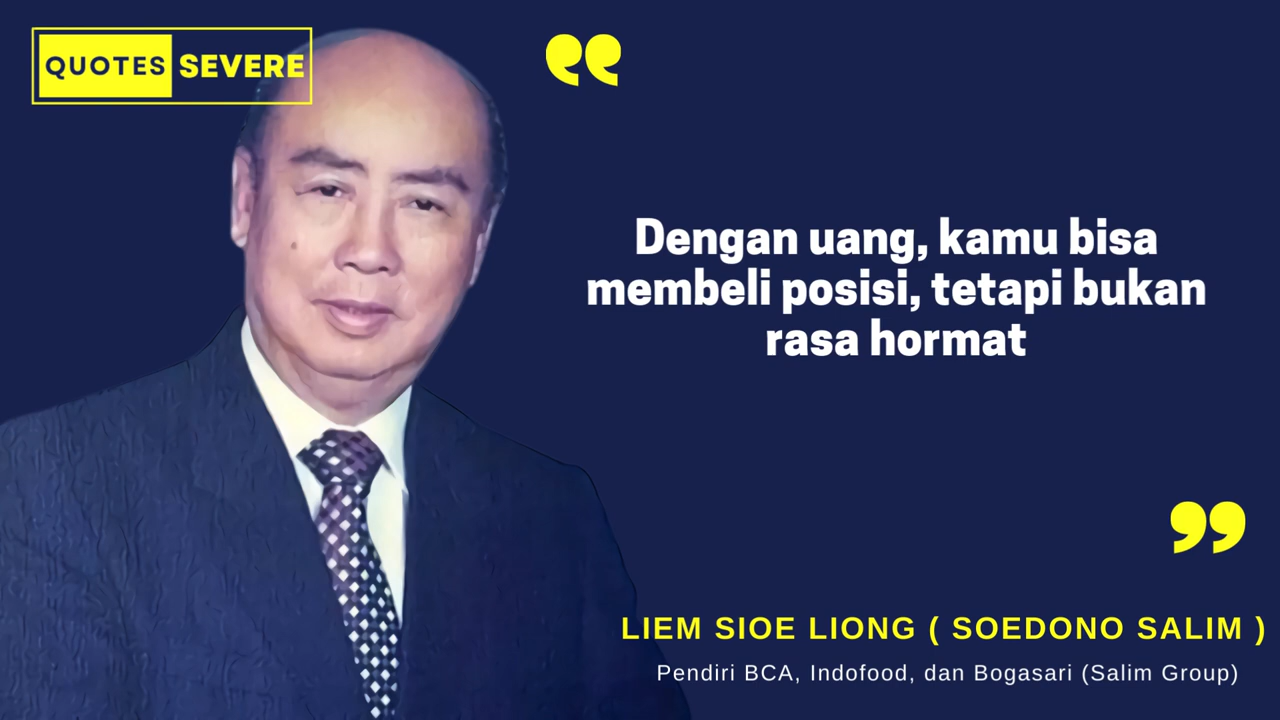 QUOTES SEVERE
Dengan uang, kamu bisa
membeli posisi, tetapi bukan
rasa hormat
LIEM SIOE LIONG ( SOEDONO SALIM )
Pendiri BCA, Indofood, dan Bogasari (Salim Group)